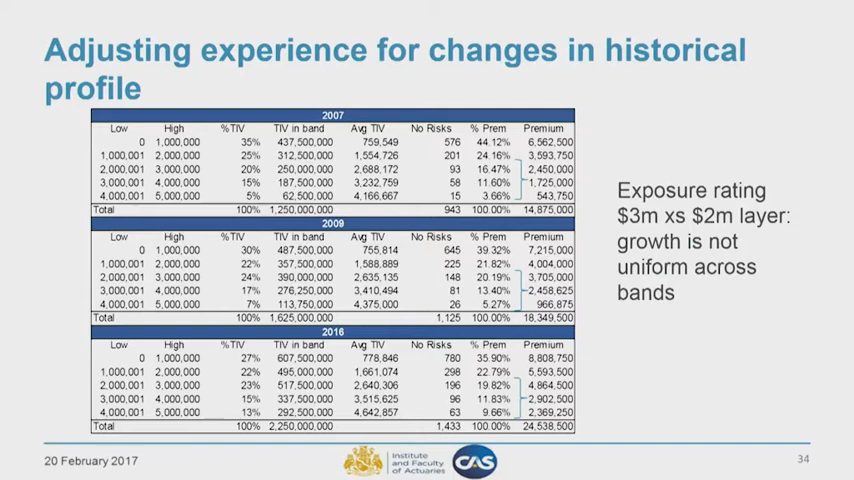 Adjusting experience for changes in historical
profile
2007
Low High %TIV TIV in band Avg TIV No Risks % Prem Premium
0 1,000,000 35% 437,500,000 759,549 576 44.12% 6,562,500
1,000,001 2,000,000 25% 312,500,000 1,554,726 201 24.16% 3,593,750
2,000,001 3,000,000 20% 250,000,000 2,688,172 93 16.47% 2,450,000
3,000,001 4,000,000 15% 187,500,000 3,232,759 58 11.60% 1,725,000
4,000,001 5,000,000 5% 62,500,000 4,166,667 15 3.66% 543,750
Total 100% 1,250,000,000 943 100.00% 14,875,000
2009
Low High %TIV TIV in band Avg TIV No Risks % Prem Premium
0 1,000,000 30% 487,500,000 755,814 645 39.32% 7,215,000
1,000,001 2,000,000 22% 357,500,000 1,588,889 225 21.82% 4,004,000
2,000,001 3,000,000 24% 390,000,000 2,635,135 148 20.19% 3,705,000
3,000,001 4,000,000 17% 276,250,000 3,410,494 81 13.40% 2,458,625
4,000,001 5,000,000 7% 113,750,000 4,375,000 26 5.27% 966,875
Total 100% 1,625,000,000 1,125 100.00% 18,349,500
2016
Low High %TIV TIV in band Avg TIV No Risks % Prem Premium
0 1,000,000 27% 607,500,000 778,846 780 35.90% 8,808,750
1,000,001 2,000,000 22% 495,000,000 1,661,074 298 22.79% 5,593,500
2,000,001 3,000,000 23% 517,500,000 2,640,306 196 19.82% 4,864,500
3,000,001 4,000,000 15% 337,500,000 3,515,625 96 11.83% 2,902,500
4,000,001 5,000,000 13% 292,500,000 4,642,857 63 9.66% 2,369,250
Total 100% 2,250,000,000 1,433 100.00% 24,538,500
Exposure rating
$3m xs $2m layer:
growth is not
uniform across
bands
20 February 2017
Institute
and Faculty
of Actuaries
CAS
34